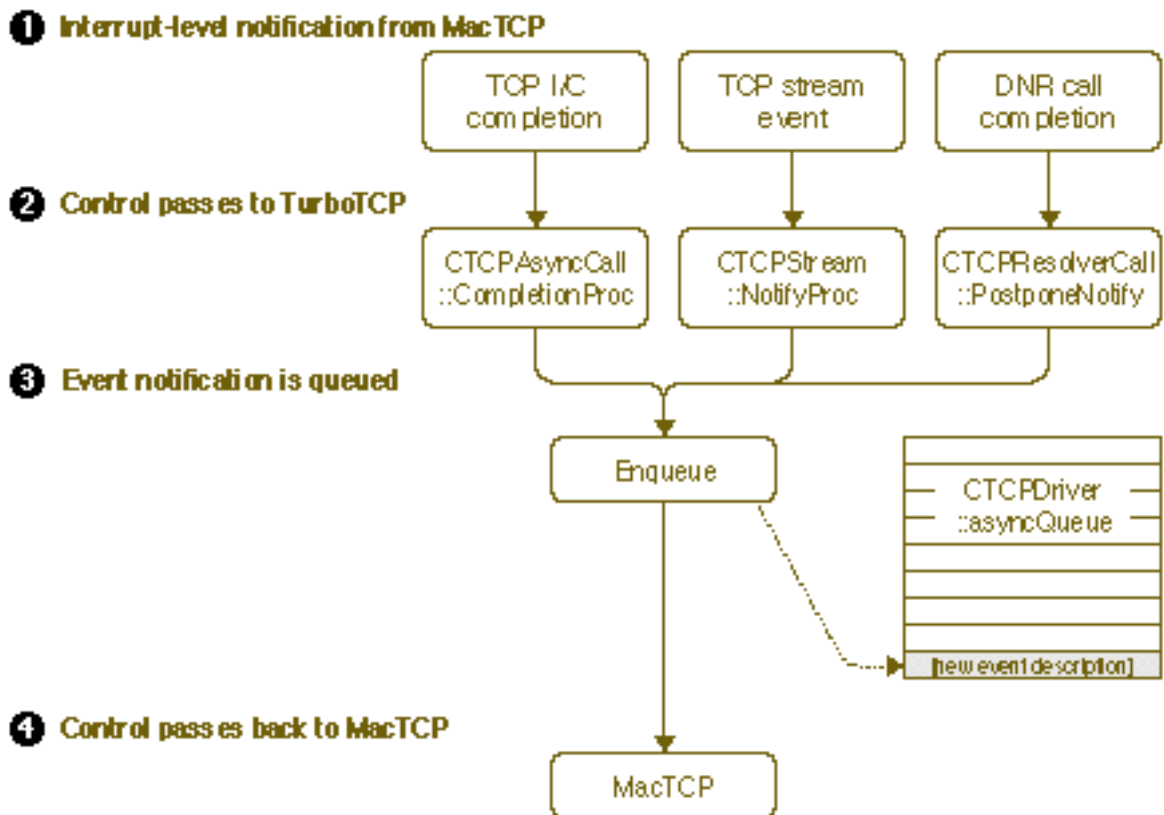 1 Interrupt-level notification from MacTCP
TCP I/C
completion
TCP stream
event
DNR call
completion
2 Control passes to TurboTCP
CTCPAsyncCall
::CompletionProc
CTCPStream
::NotifyProc
CTCPResolverCall
::PostponeNotify
3 Event notification is queued
Enqueue
CTCPDriver
::asyncQueue
[new event description]
4 Control passes back to MacTCP
MacTCP